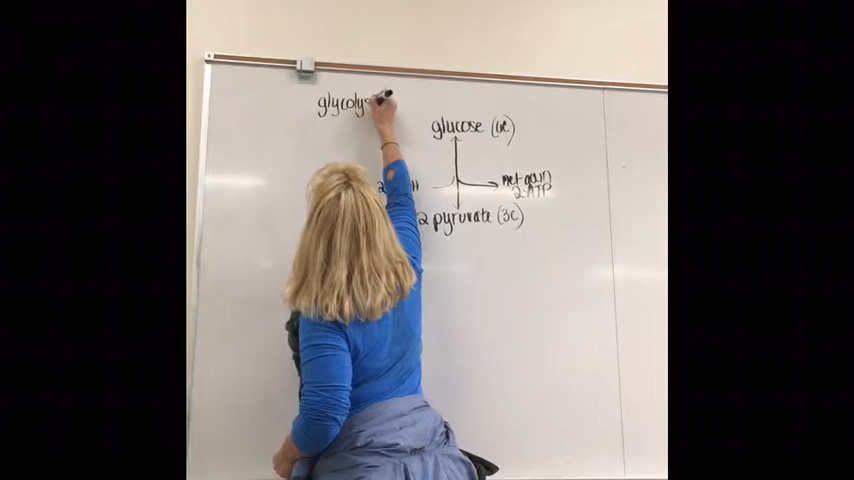 glycolys
glucose (6C)
net gain
2 ATP
2 pyruvate (3C)